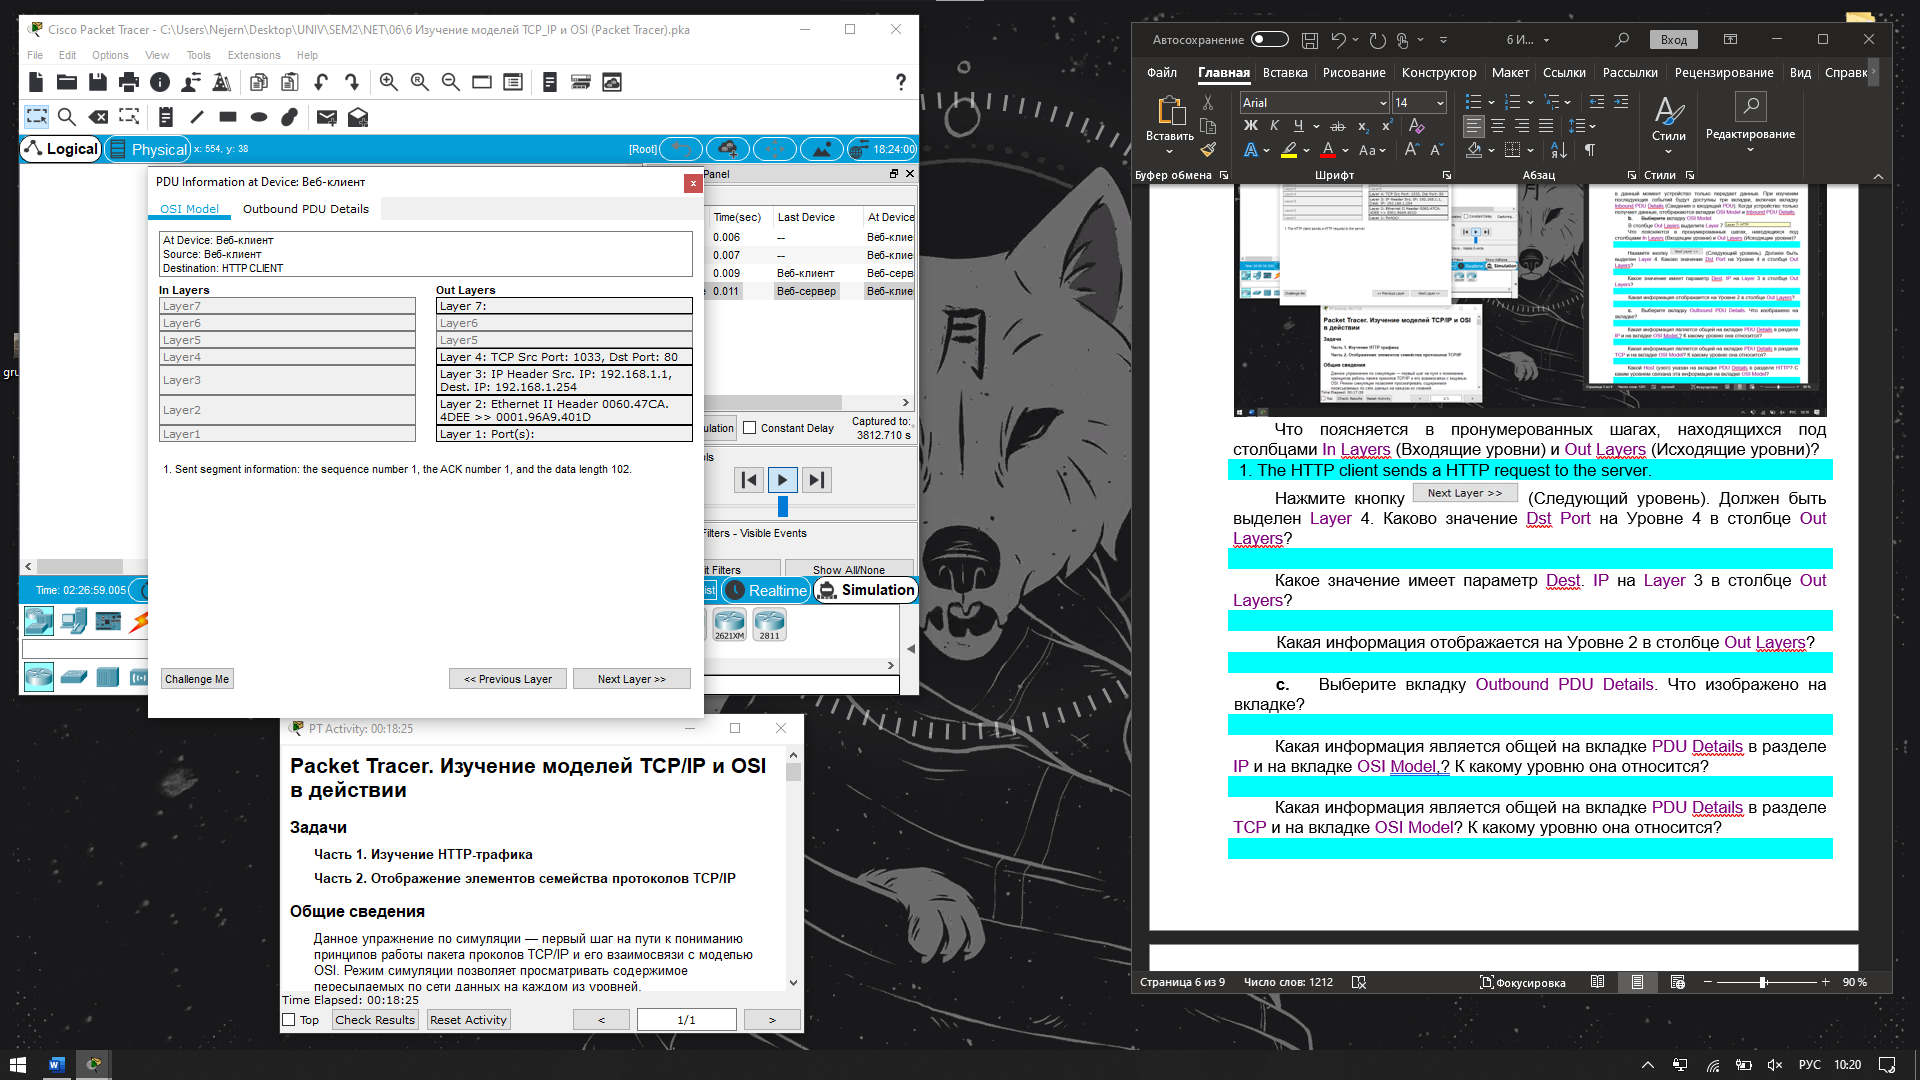 Cisco Packet Tracer - C:\Users\Nejern\Desktop\UNIV\SEM2\NET\06\6 Изучение моделей TCP_IP и OSI (Packet Tracer).pka
File Edit Options View Tools Extensions Help
Logical Physical x: 554, y: 38 [Root] 18:24:00
PDU Information at Device: Веб-клиент
OSI Model Outbound PDU Details
At Device: Веб-клиент
Source: Веб-клиент
Destination: HTTP CLIENT
In Layers Out Layers
Layer7 Layer 7:
Layer6 Layer6
Layer5 Layer5
Layer4 Layer 4: TCP Src Port: 1033, Dst Port: 80
Layer3 Layer 3: IP Header Src. IP: 192.168.1.1,
Dest. IP: 192.168.1.254
Layer2 Layer 2: Ethernet II Header 0060.47CA.
4DEE >> 0001.96A9.401D
Layer1 Layer 1: Port(s):
1. Sent segment information: the sequence number 1, the ACK number 1, and the data length 102.
Challenge Me << Previous Layer Next Layer >>
Panel
Time(sec) Last Device At Device
0.006 -- Веб-клие
0.007 -- Веб-клие
0.009 Веб-клиент Веб-серв
0.011 Веб-сервер Веб-клие
ulation Constant Delay Captured to:
3812.710 s
ols
Filters - Visible Events
it Filters Show All/None
Time: 02:26:59.005 ist Realtime Simulation
2621XM 2811
gru
PT Activity: 00:18:25
Packet Tracer. Изучение моделей TCP/IP и OSI
в действии
Задачи
Часть 1. Изучение HTTP-трафика
Часть 2. Отображение элементов семейства протоколов TCP/IP
Общие сведения
Данное упражнение по симуляции — первый шаг на пути к пониманию
принципов работы пакета проколов TCP/IP и его взаимосвязи с моделью
OSI. Режим симуляции позволяет просматривать содержимое
пересылаемых по сети данных на каждом из уровней.
Time Elapsed: 00:18:25
Top Check Results Reset Activity < 1/1 >
Автосохранение 6 И... Вход
Файл Главная Вставка Рисование Конструктор Макет Ссылки Рассылки Рецензирование Вид Справк
Вставить Arial 14 Стили Редактирование
Буфер обмена Шрифт Абзац Стили
Что поясняется в пронумерованных шагах, находящихся под
столбцами In Layers (Входящие уровни) и Out Layers (Исходящие уровни)?
1. The HTTP client sends a HTTP request to the server.
Нажмите кнопку Next Layer >> (Следующий уровень). Должен быть
выделен Layer 4. Каково значение Dst Port на Уровне 4 в столбце Out
Layers?
Какое значение имеет параметр Dest. IP на Layer 3 в столбце Out
Layers?
Какая информация отображается на Уровне 2 в столбце Out Layers?
c. Выберите вкладку Outbound PDU Details. Что изображено на
вкладке?
Какая информация является общей на вкладке PDU Details в разделе
IP и на вкладке OSI Model,? К какому уровню она относится?
Какая информация является общей на вкладке PDU Details в разделе
TCP и на вкладке OSI Model? К какому уровню она относится?
Страница 6 из 9 Число слов: 1212 Фокусировка 90 %
РУС 10:20